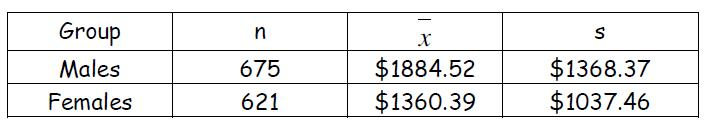 Group n x̄ s
Males 675 $1884.52 $1368.37
Females 621 $1360.39 $1037.46